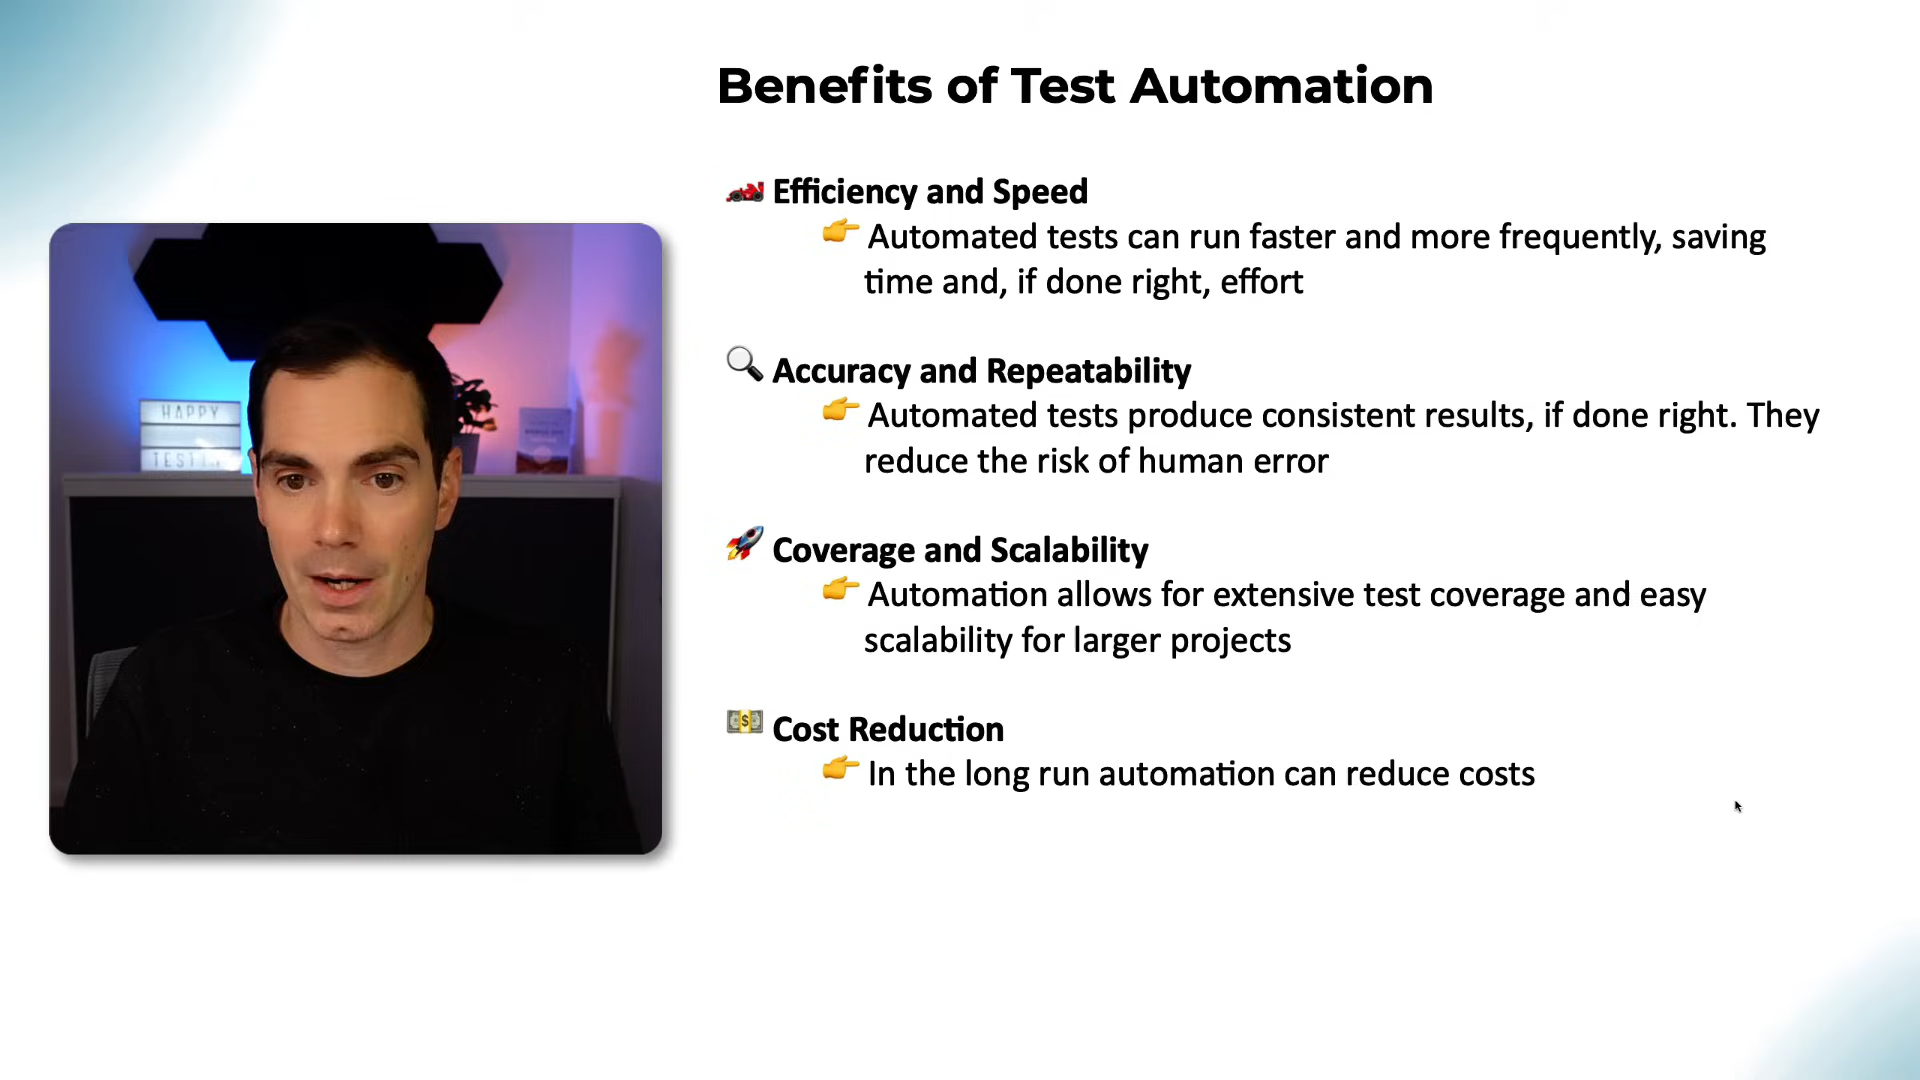 Benefits of Test Automation
Efficiency and Speed
Automated tests can run faster and more frequently, saving
time and, if done right, effort
Accuracy and Repeatability
Automated tests produce consistent results, if done right. They
reduce the risk of human error
Coverage and Scalability
Automation allows for extensive test coverage and easy
scalability for larger projects
Cost Reduction
In the long run automation can reduce costs
HAPPY